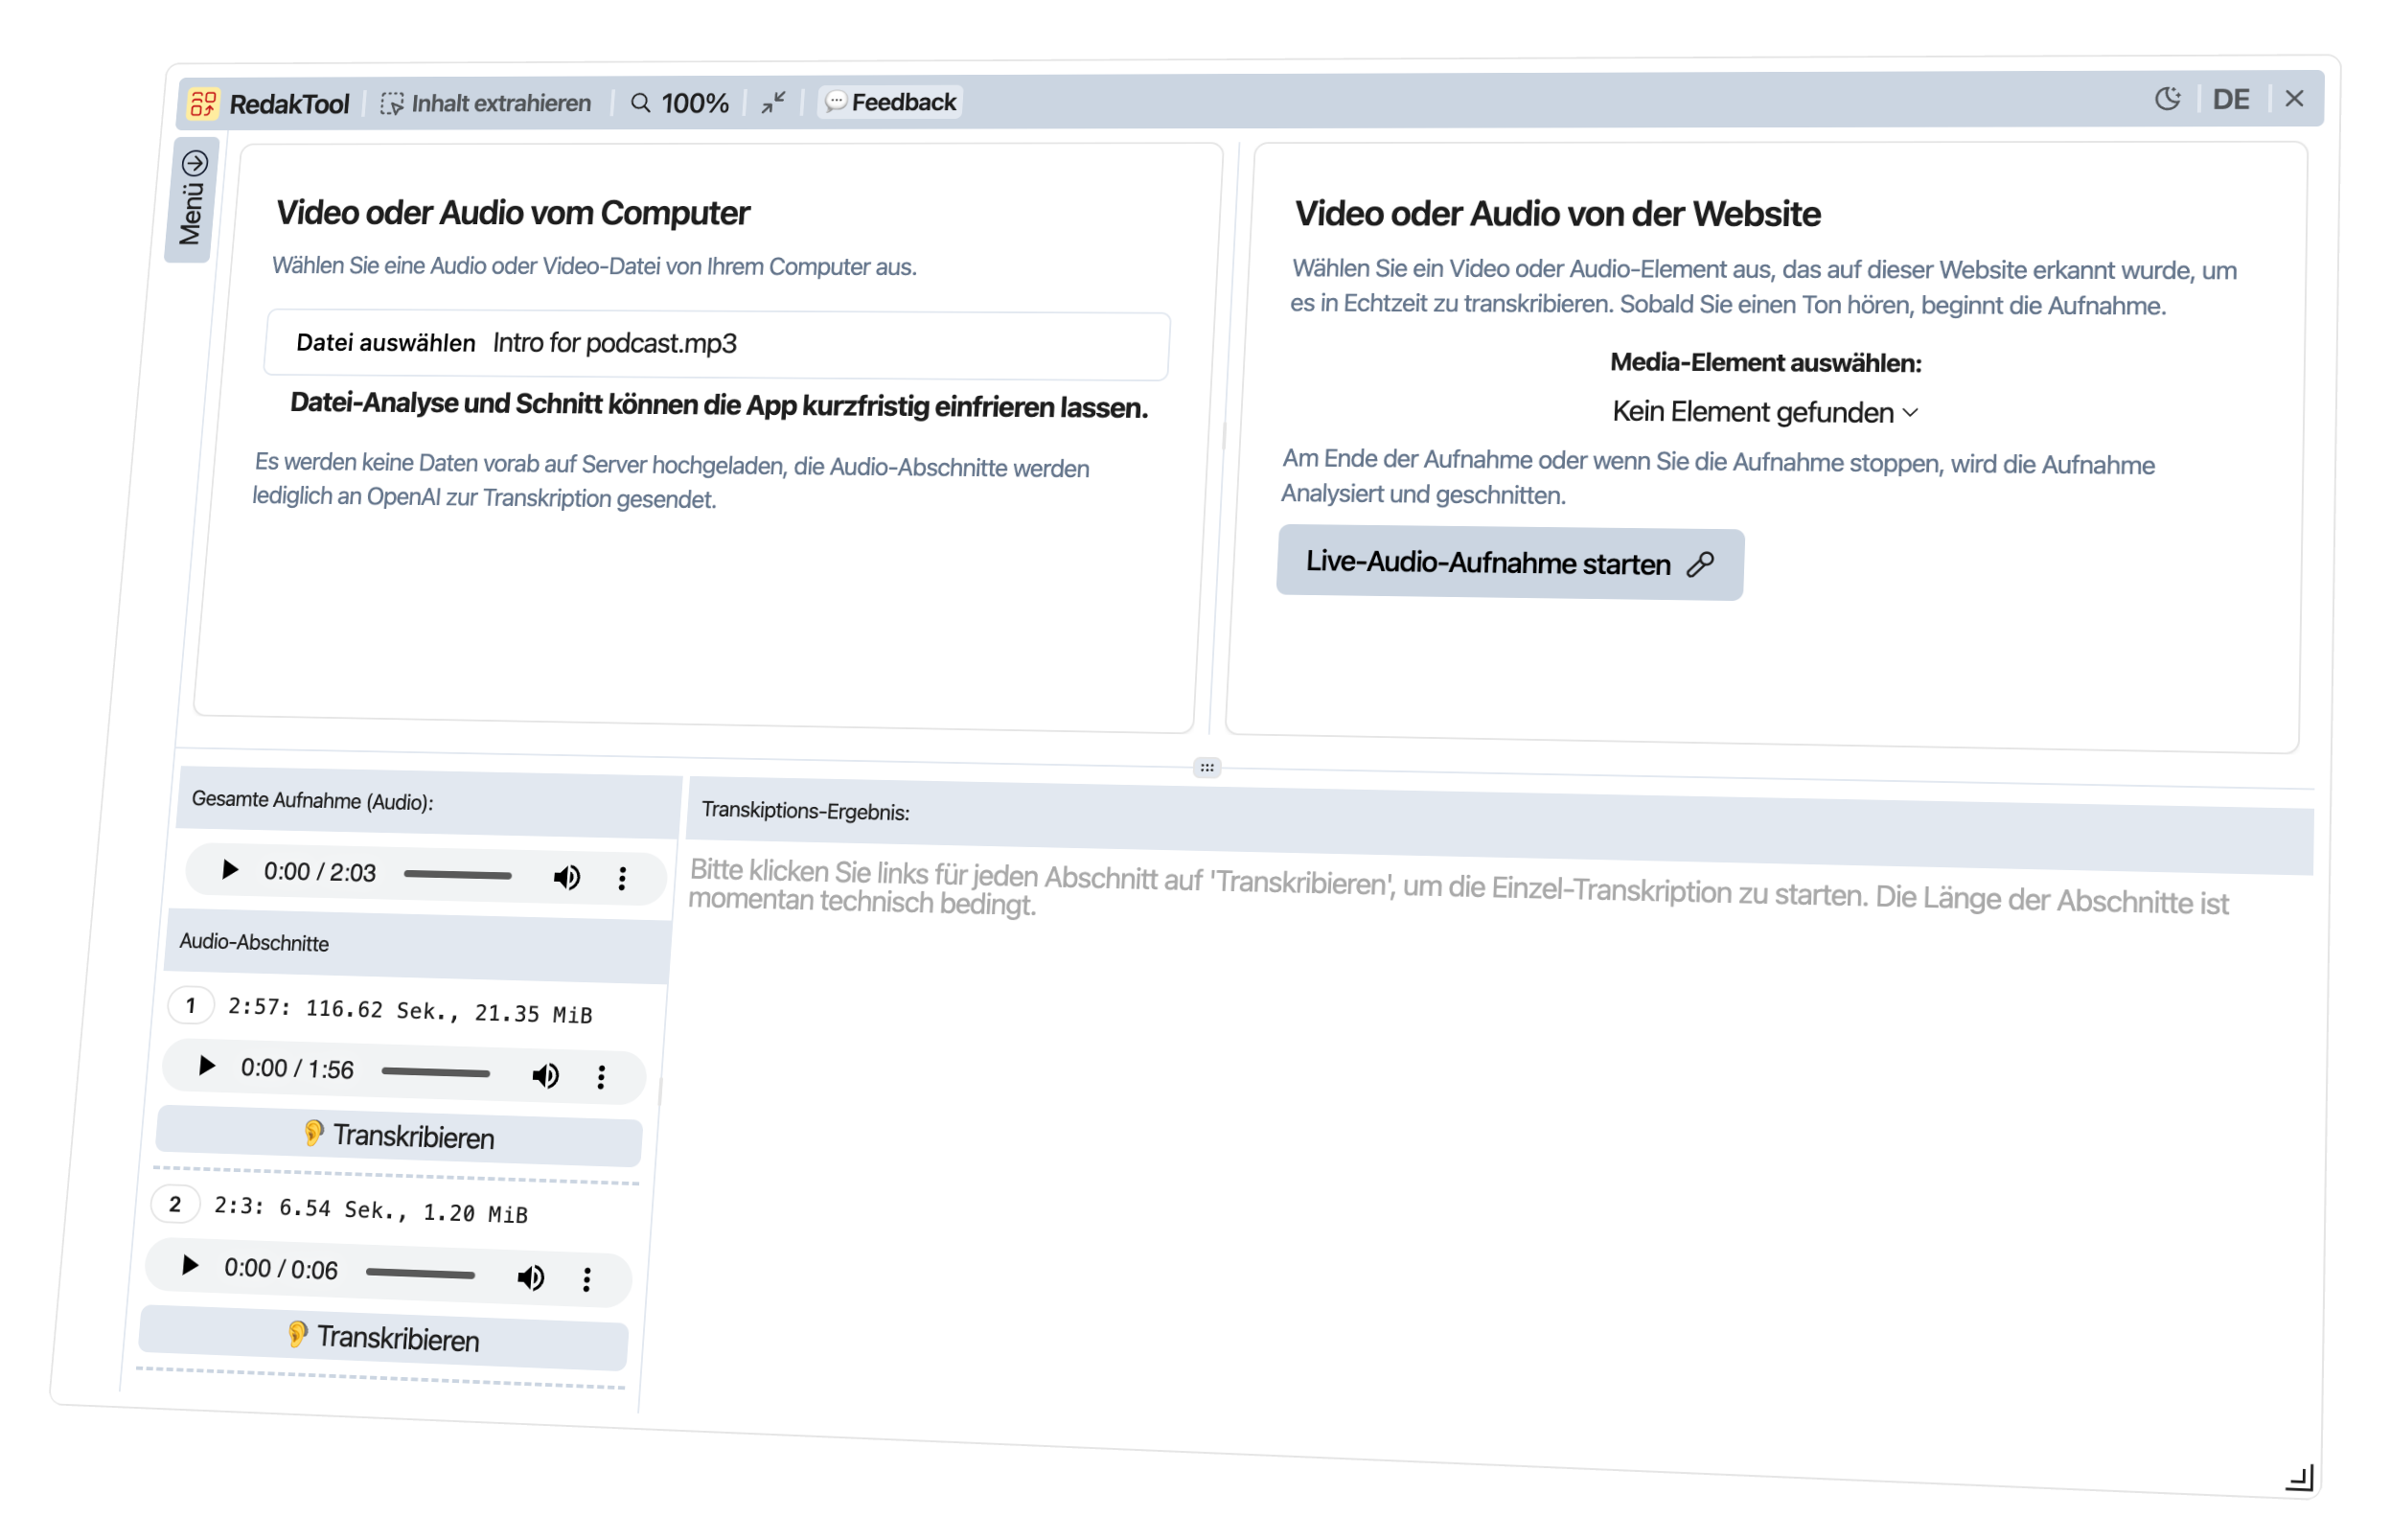 RedakTool Inhalt extrahieren 100% Feedback DE
Menü
Video oder Audio vom Computer
Wählen Sie eine Audio oder Video-Datei von Ihrem Computer aus.
Datei auswählen Intro for podcast.mp3
Datei-Analyse und Schnitt können die App kurzfristig einfrieren lassen.
Es werden keine Daten vorab auf Server hochgeladen, die Audio-Abschnitte werden
lediglich an OpenAI zur Transkription gesendet.
Video oder Audio von der Website
Wählen Sie ein Video oder Audio-Element aus, das auf dieser Website erkannt wurde, um
es in Echtzeit zu transkribieren. Sobald Sie einen Ton hören, beginnt die Aufnahme.
Media-Element auswählen:
Kein Element gefunden
Am Ende der Aufnahme oder wenn Sie die Aufnahme stoppen, wird die Aufnahme
Analysiert und geschnitten.
Live-Audio-Aufnahme starten
Gesamte Aufnahme (Audio):
0:00 / 2:03
Audio-Abschnitte
1 2:57: 116.62 Sek., 21.35 MiB
0:00 / 1:56
Transkribieren
2 2:3: 6.54 Sek., 1.20 MiB
0:00 / 0:06
Transkribieren
Transkiptions-Ergebnis:
Bitte klicken Sie links für jeden Abschnitt auf 'Transkribieren', um die Einzel-Transkription zu starten. Die Länge der Abschnitte ist
momentan technisch bedingt.